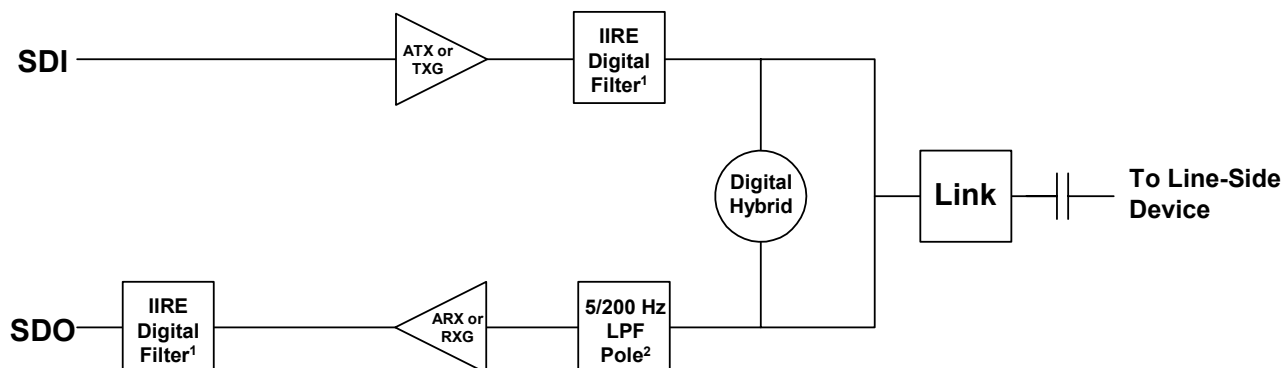 SDI
ATX or
TXG
IIRE
Digital
Filter¹
Digital
Hybrid
Link
To Line-Side
Device
SDO
IIRE
Digital
Filter¹
ARX or
RXG
5/200 Hz
LPF
Pole²